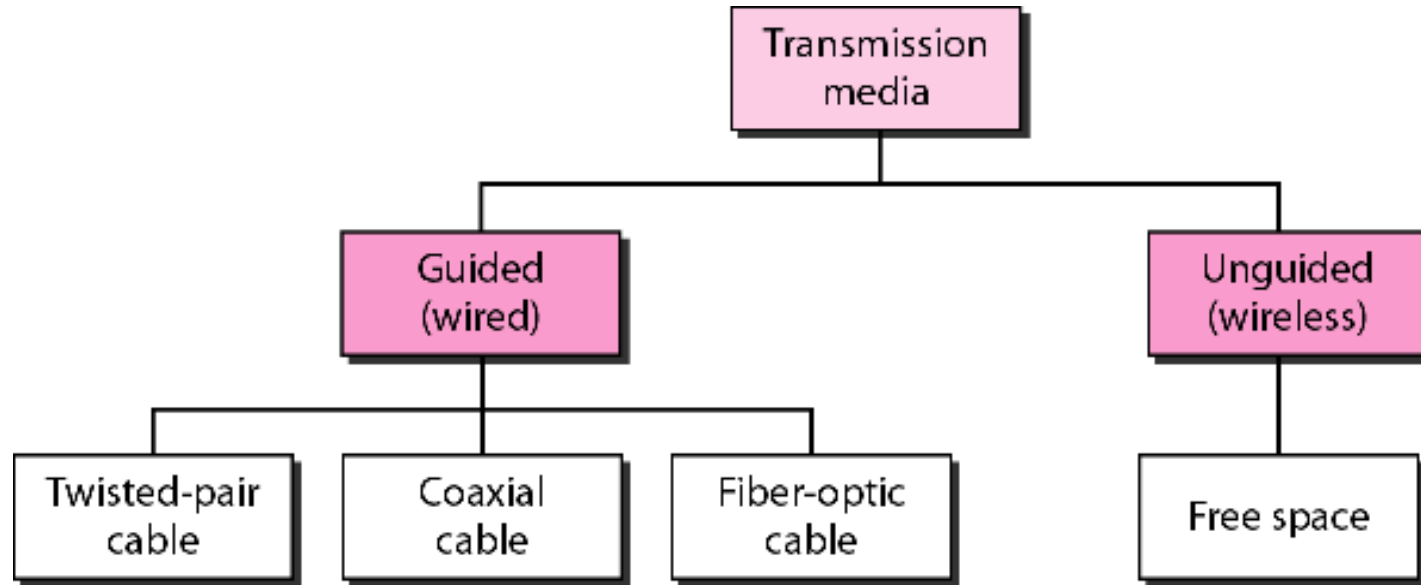 Transmission
media
Guided
(wired)
Unguided
(wireless)
Twisted-pair
cable
Coaxial
cable
Fiber-optic
cable
Free space